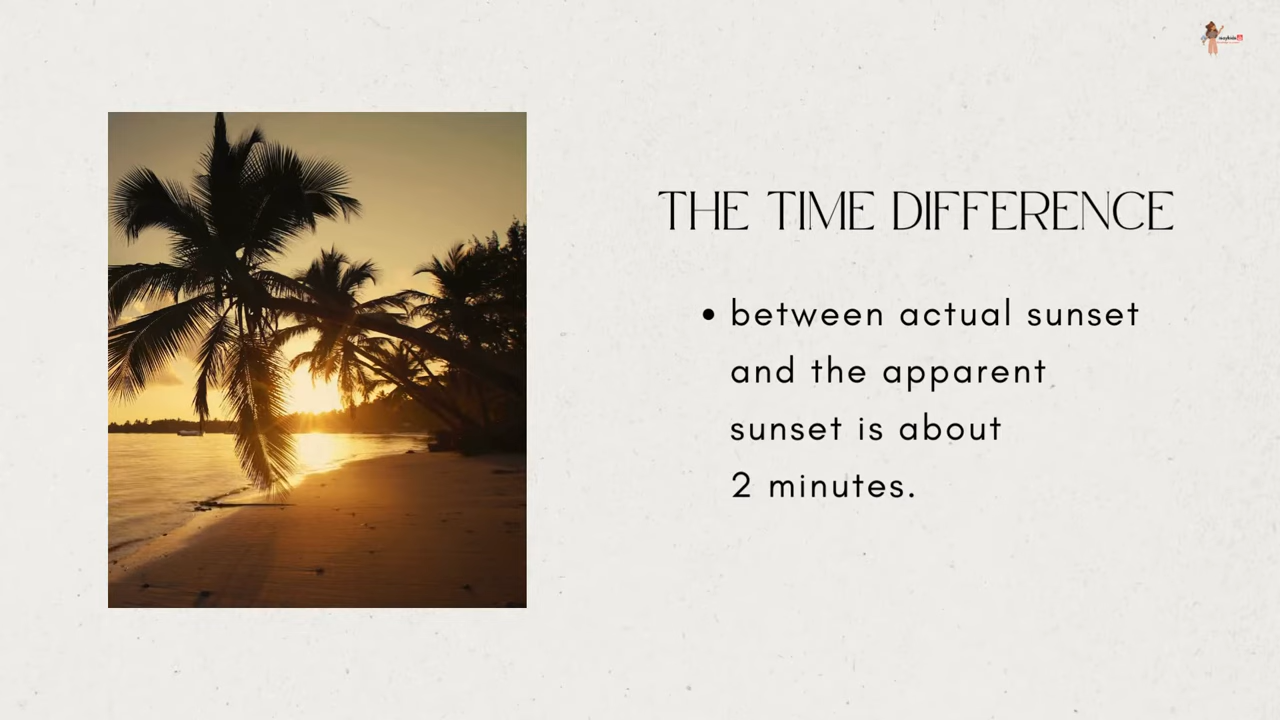 THE TIME DIFFERENCE
• between actual sunset
and the apparent
sunset is about
2 minutes.